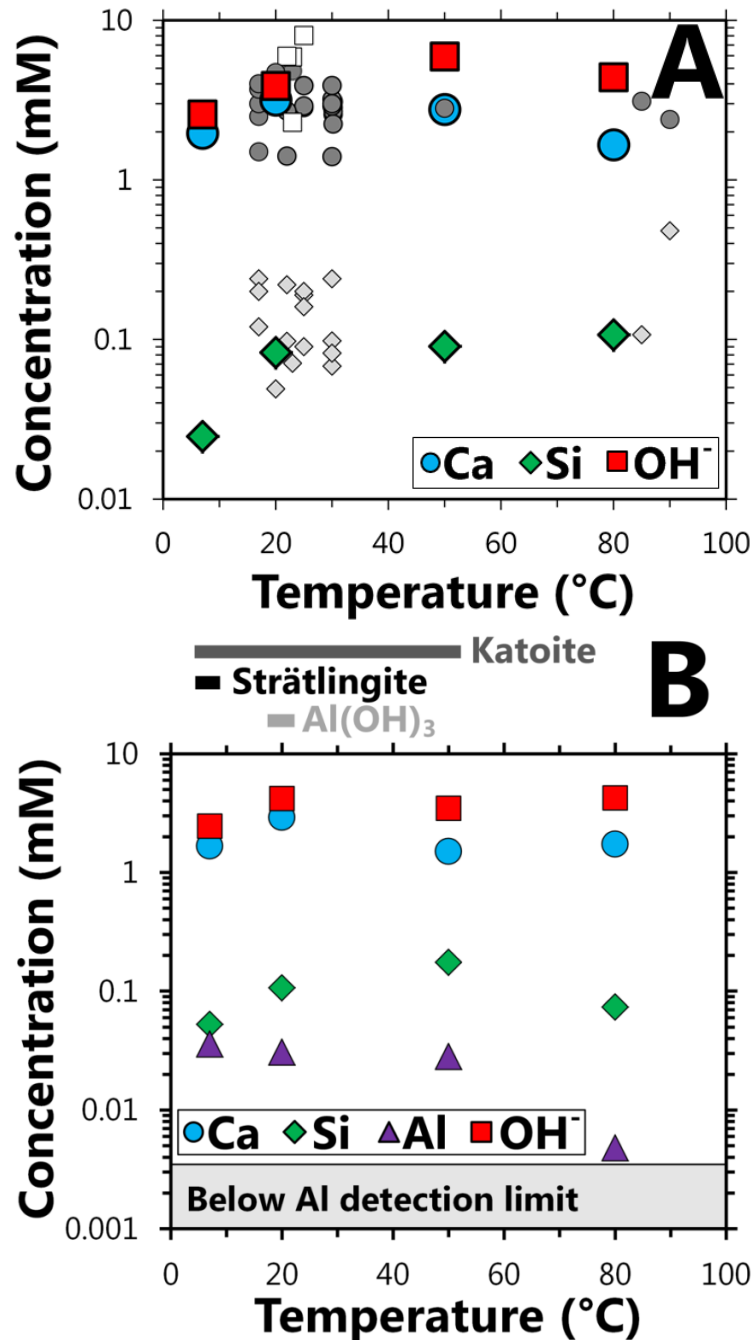 A
Concentration (mM)
10
1
0.1
0.01
Ca Si OH⁻
0 20 40 60 80 100
Temperature (°C)
Katoite
Strätlingite
Al(OH)₃
B
Concentration (mM)
10
1
0.1
0.01
0.001
Ca Si Al OH⁻
Below Al detection limit
0 20 40 60 80 100
Temperature (°C)